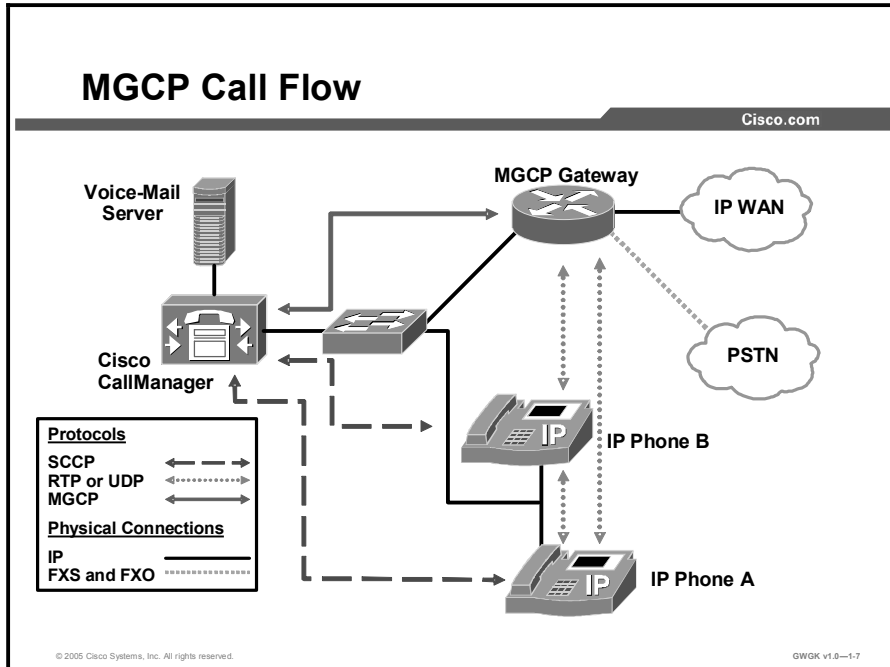 MGCP Call Flow
Cisco.com
Voice-Mail
Server
MGCP Gateway
IP WAN
PSTN
Cisco
CallManager
IP
IP Phone B
IP
IP Phone A
Protocols
SCCP
RTP or UDP
MGCP
Physical Connections
IP
FXS and FXO
© 2005 Cisco Systems, Inc. All rights reserved.
GWGK v1.0—1-7